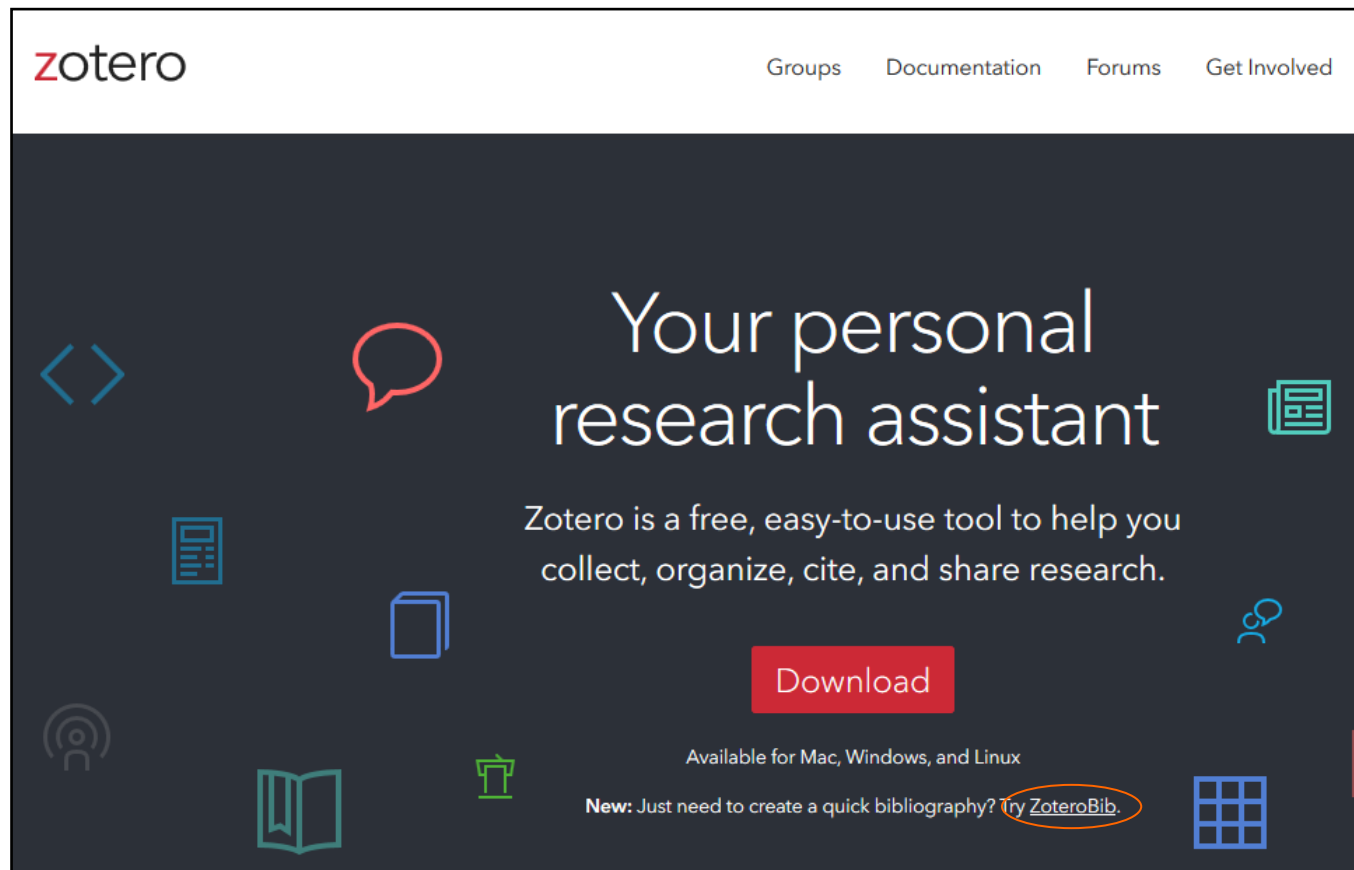 zotero
Groups Documentation Forums Get Involved
Your personal
research assistant
Zotero is a free, easy-to-use tool to help you
collect, organize, cite, and share research.
Download
Available for Mac, Windows, and Linux
New: Just need to create a quick bibliography? Try ZoteroBib.